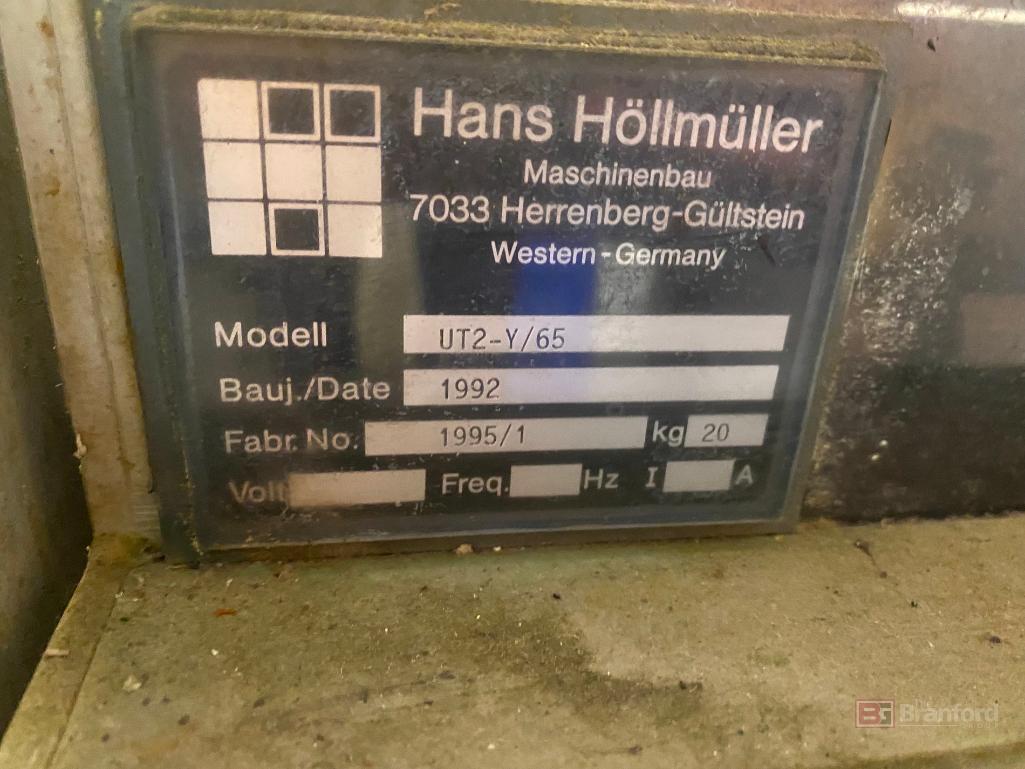 Hans Höllmüller
Maschinenbau
7033 Herrenberg-Gültstein
Western-Germany
Modell UT2-Y/65
Bauj./Date 1992
Fabr. No. 1995/1 kg 20
Volt Freq. Hz I A
BG Branford